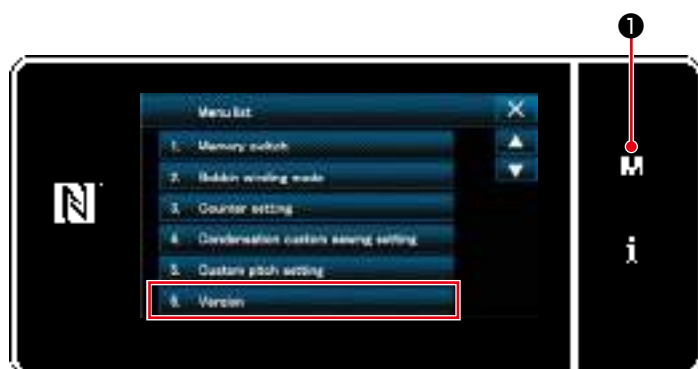 ❶
Menu list
1. Memory switch
2. Bobbin winding mode
3. Counter setting
4. Condensation custom sewing setting
5. Custom pitch setting
6. Version
M
i